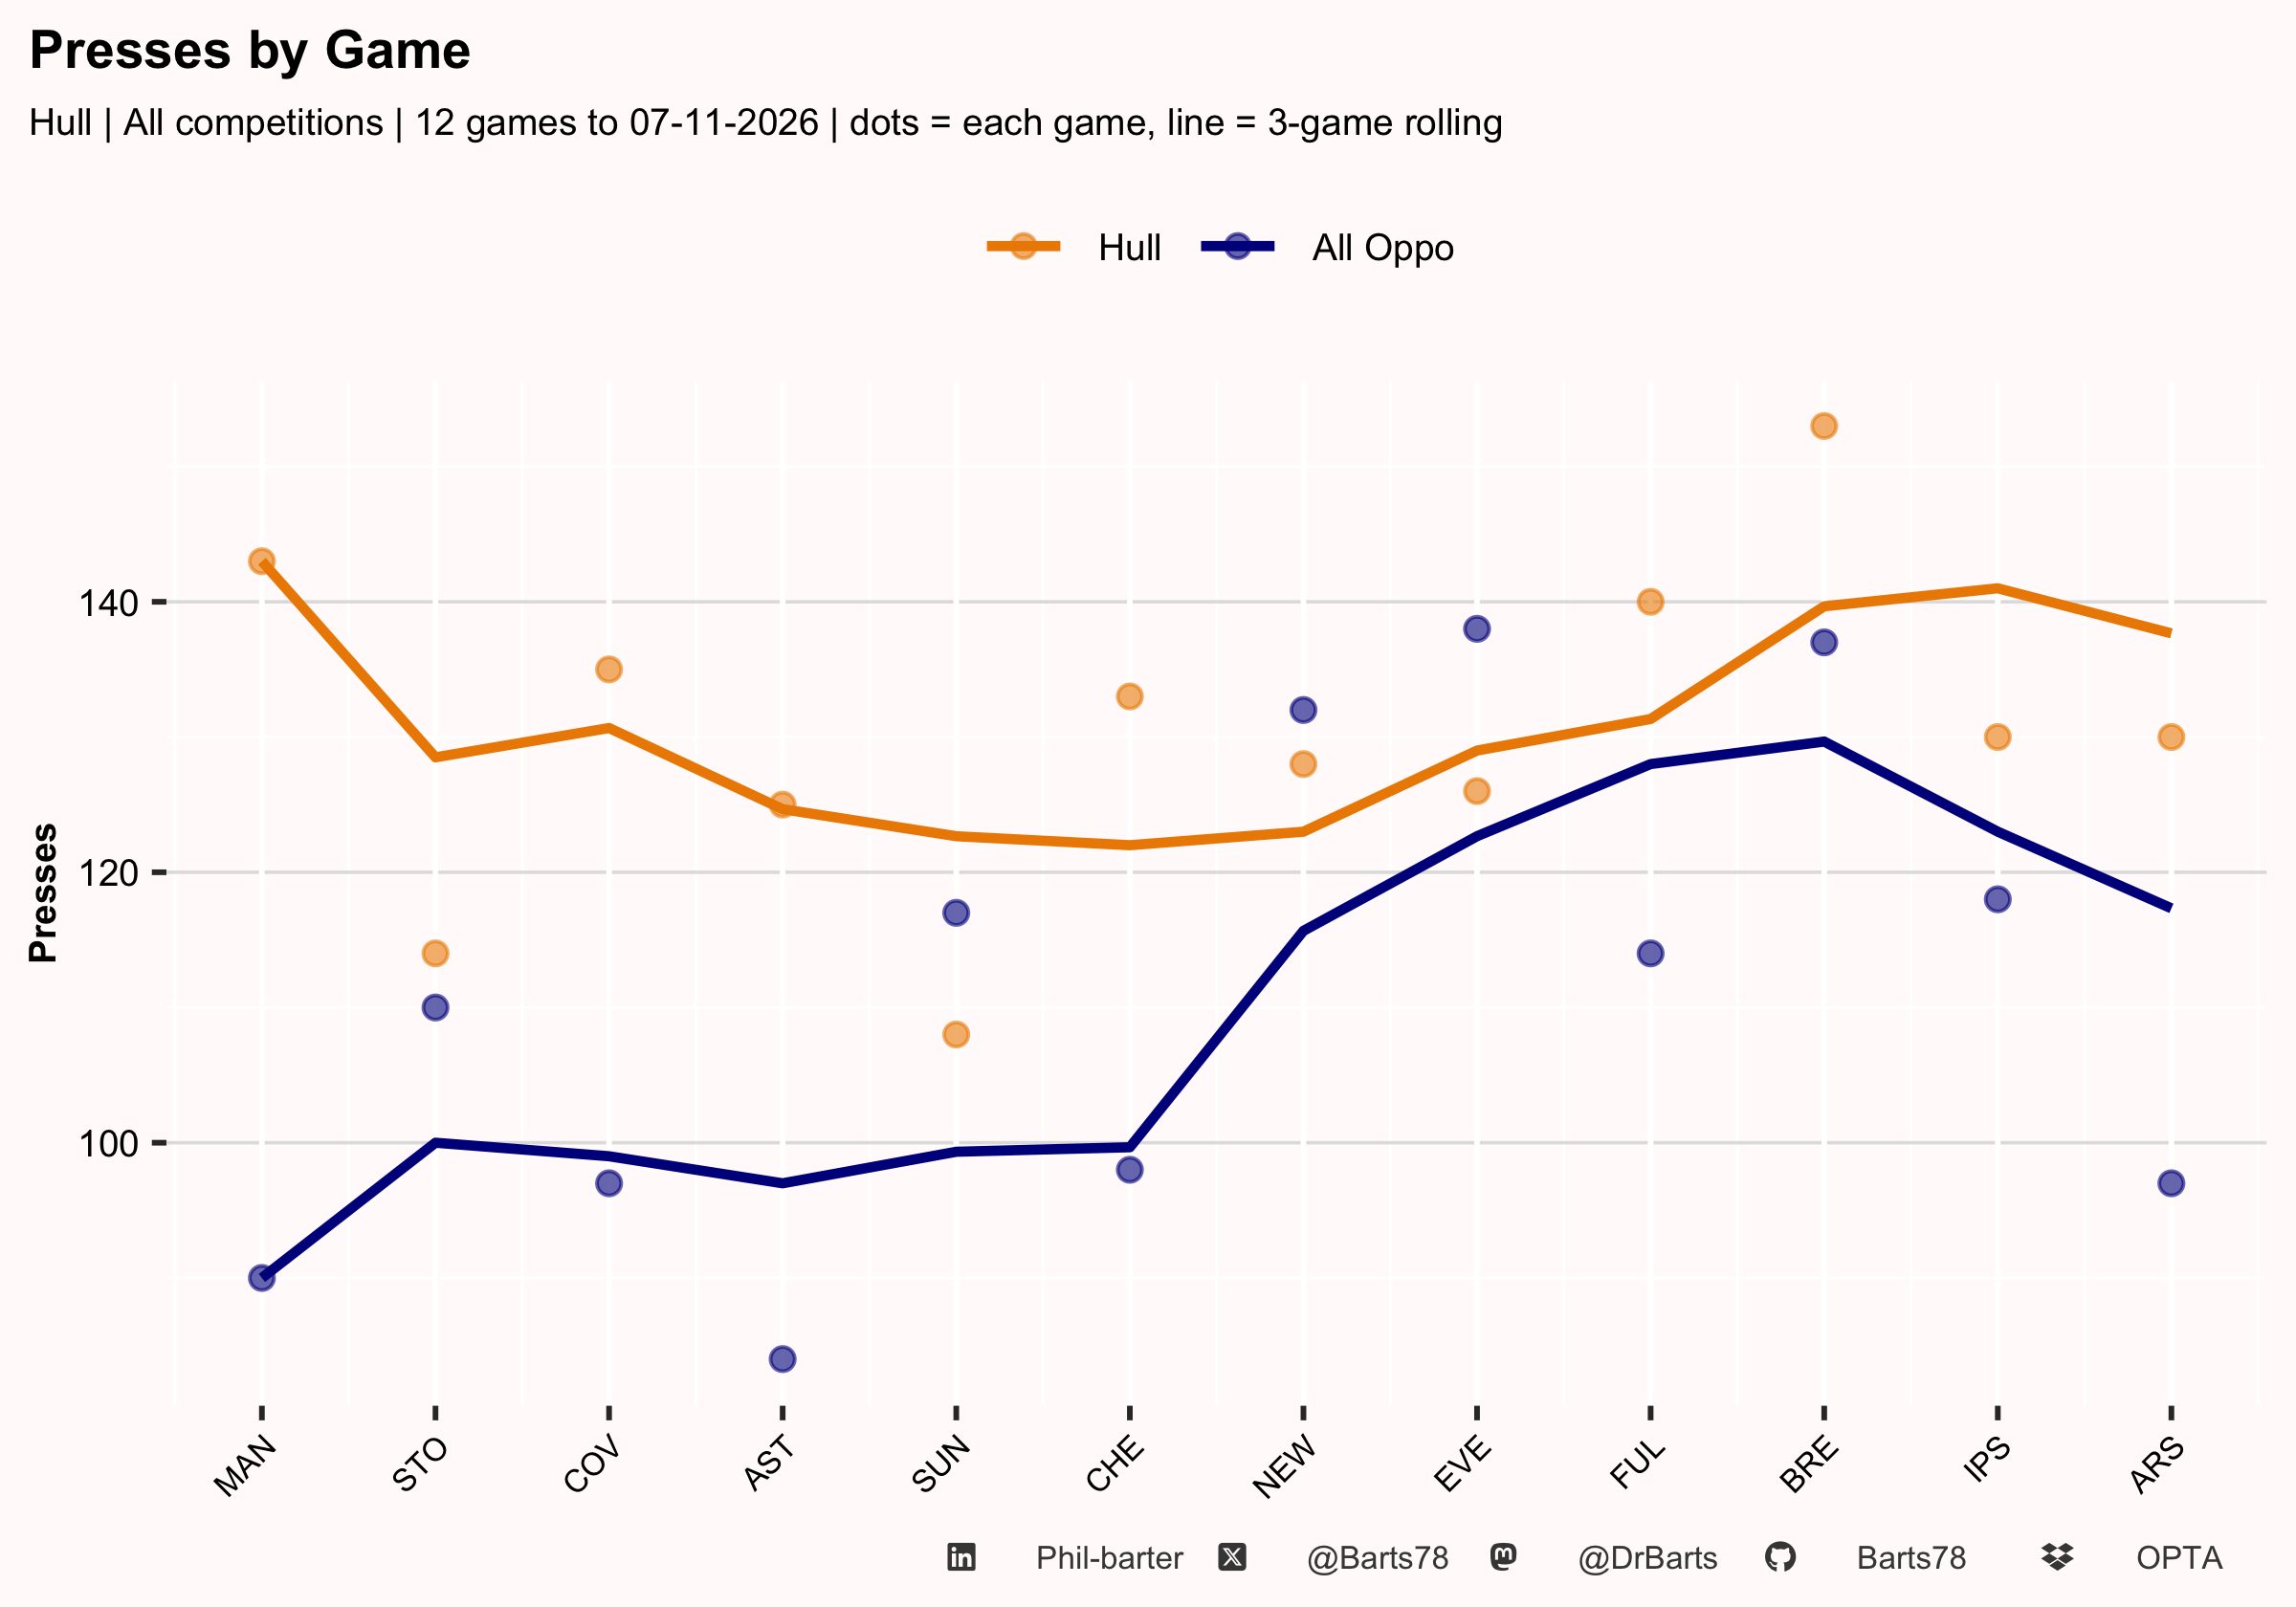 Presses by Game
Hull | All competitions | 12 games to 07-11-2026 | dots = each game, line = 3-game rolling
Hull
All Oppo
140
120
100
Presses
MAN
STO
COV
AST
SUN
CHE
NEW
EVE
FUL
BRE
IPS
ARS
Phil-barter @Barts78 @DrBarts Barts78 OPTA